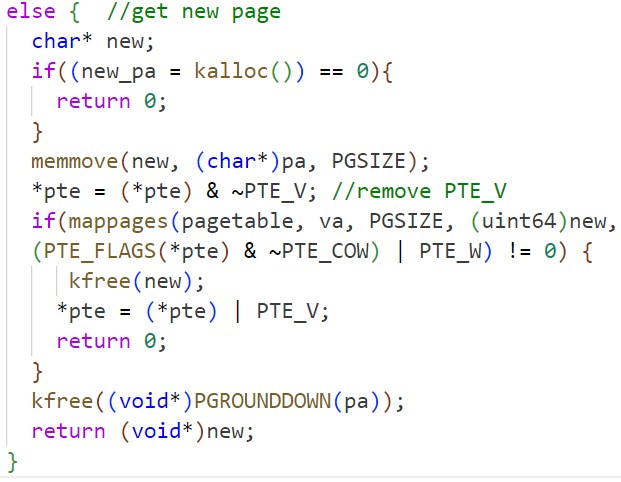 else {  //get new page
  char* new;
  if((new_pa = kalloc()) == 0){
    return 0;
  }
  memmove(new, (char*)pa, PGSIZE);
  *pte = (*pte) & ~PTE_V; //remove PTE_V
  if(mappages(pagetable, va, PGSIZE, (uint64)new,
  (PTE_FLAGS(*pte) & ~PTE_COW) | PTE_W) != 0) {
     kfree(new);
    *pte = (*pte) | PTE_V;
    return 0;
  }
  kfree((void*)PGROUNDDOWN(pa));
  return (void*)new;
}